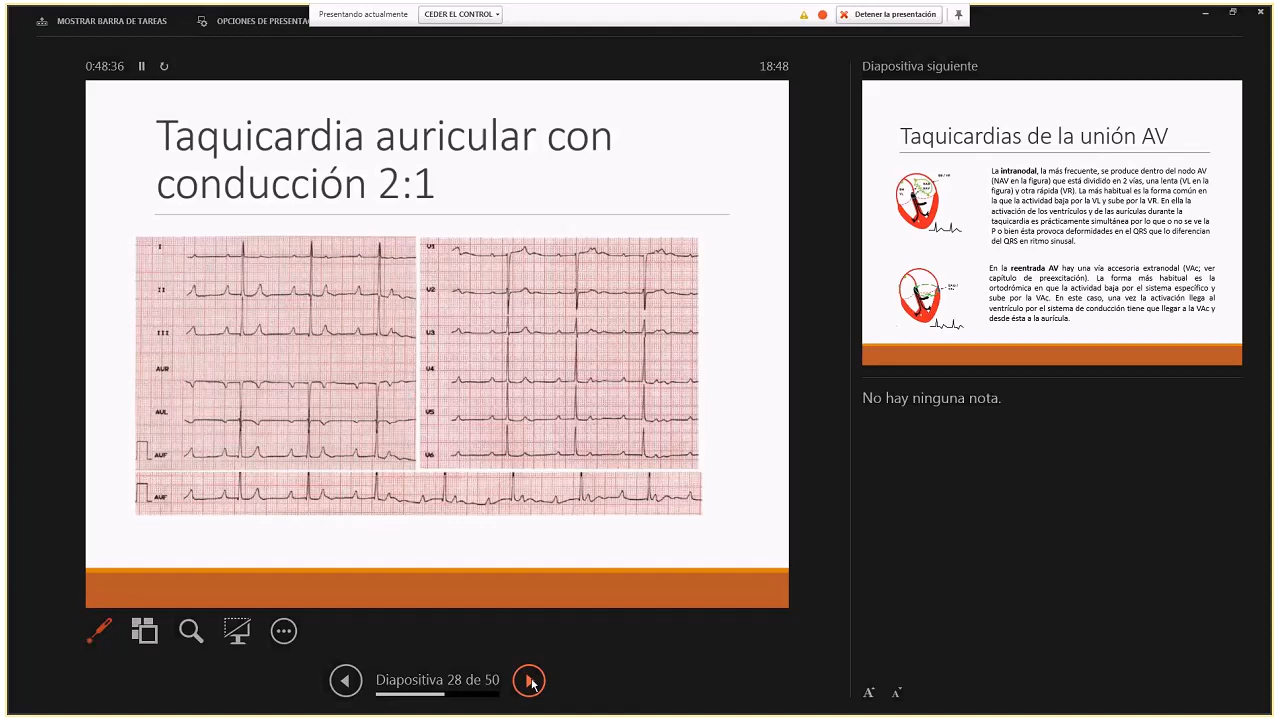 MOSTRAR BARRA DE TAREAS
OPCIONES DE PRESENTA
Presentando actualmente
CEDER EL CONTROL
Detener la presentación
0:48:36
18:48
Taquicardia auricular con
conducción 2:1
I
II
III
AUR
AUL
AUF
V1
V2
V3
V4
V5
V6
AUF
Diapositiva 28 de 50
Diapositiva siguiente
Taquicardias de la unión AV
La intranodal, la más frecuente, se produce dentro del nodo AV
(NAV en la figura) que está dividido en 2 vías, una lenta (VL en la
figura) y otra rápida (VR). La más habitual es la forma común en
la que la actividad baja por la VL y sube por la VR. En ella la
activación de los ventrículos y de las aurículas durante la
taquicardia es prácticamente simultánea por lo que o no se ve la
P o bien ésta provoca deformidades en el QRS que lo diferencian
del QRS en ritmo sinusal.
En la reentrada AV hay una vía accesoria extranodal (VAc; ver
capítulo de preexcitación). La forma más habitual es la
ortodrómica en que la actividad baja por el sistema específico y
sube por la VAc. En este caso, una vez la activación llega al
ventrículo por el sistema de conducción tiene que llegar a la VAc y
desde ésta a la aurícula.
No hay ninguna nota.
A A